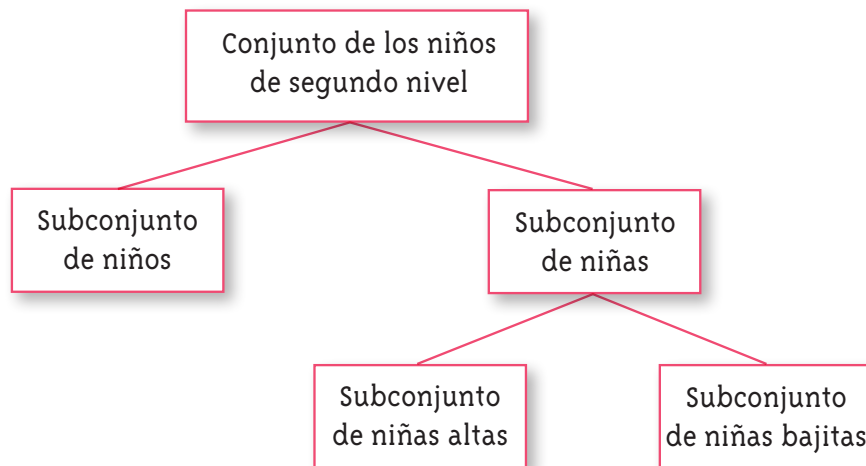 Conjunto de los niños
de segundo nivel
Subconjunto
de niños
Subconjunto
de niñas
Subconjunto
de niñas altas
Subconjunto
de niñas bajitas